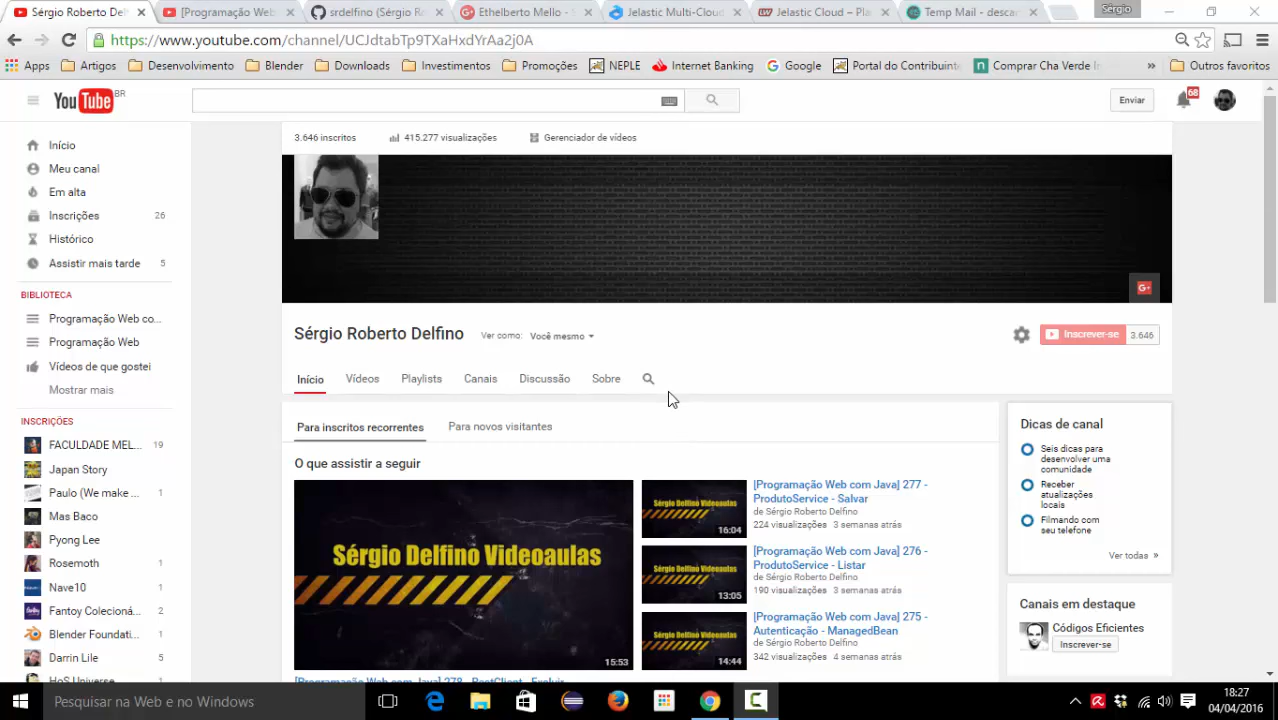 Sérgio Roberto Del
[Programação Web
srdelfino (Sérgio Ro
Ethelberto Mello - S
Jelastic Multi-Cloud
Jelastic Cloud – Pla
Temp Mail - descar
Sérgio
https://www.youtube.com/channel/UCJdtabTp9TXaHxdYrAa2j0A
Apps
Artigos
Desenvolvimento
Blender
Downloads
Investimentos
Promoções
NEPLE
Internet Banking
Google
Portal do Contribuint
Comprar Cha Verde I
»
Outros favoritos
YouTube BR
Enviar
68
3.646 inscritos
415.277 visualizações
Gerenciador de vídeos
Início
Meu canal
Em alta
Inscrições 26
Histórico
Assistir mais tarde 5
BIBLIOTECA
Programação Web co...
Programação Web
Vídeos de que gostei
Mostrar mais
INSCRIÇÕES
FACULDADE MEL... 19
Japan Story
Paulo (We make ... 1
Mas Baco
Pyong Lee
Rosemoth 1
Nave10 1
Fantoy Colecioná... 2
Blender Foundati... 1
Darrin Lile 5
HoS Universe 1
G+
Sérgio Roberto Delfino
Ver como: Você mesmo
Inscrever-se 3.646
Início
Vídeos
Playlists
Canais
Discussão
Sobre
Para inscritos recorrentes
Para novos visitantes
O que assistir a seguir
Sérgio Delfino Videoaulas
15:53
[Programação Web com Java] 278 - RestClient - Excluir
Sérgio Delfino Videoaulas
16:04
[Programação Web com Java] 277 -
ProdutoService - Salvar
de Sérgio Roberto Delfino
224 visualizações 3 semanas atrás
Sérgio Delfino Videoaulas
13:05
[Programação Web com Java] 276 -
ProdutoService - Listar
de Sérgio Roberto Delfino
190 visualizações 3 semanas atrás
Sérgio Delfino Videoaulas
14:44
[Programação Web com Java] 275 -
Autenticação - ManagedBean
de Sérgio Roberto Delfino
342 visualizações 4 semanas atrás
Dicas de canal
Seis dicas para
desenvolver uma
comunidade
Receber
atualizações
locais
Filmando com
seu telefone
Ver todas »
Canais em destaque
Códigos Eficientes
Inscrever-se
Pesquisar na Web e no Windows
18:27
04/04/2016